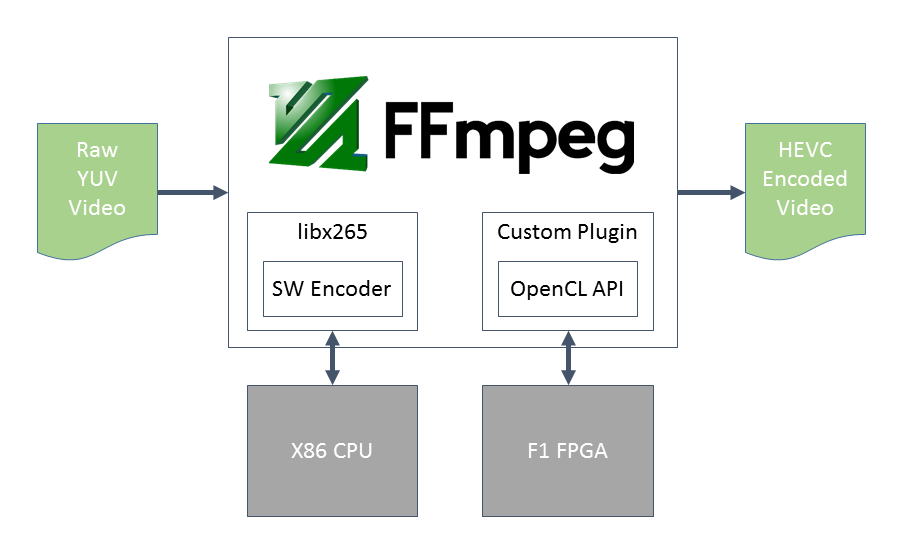 FFmpeg
Raw
YUV
Video
HEVC
Encoded
Video
libx265
SW Encoder
Custom Plugin
OpenCL API
X86 CPU
F1 FPGA